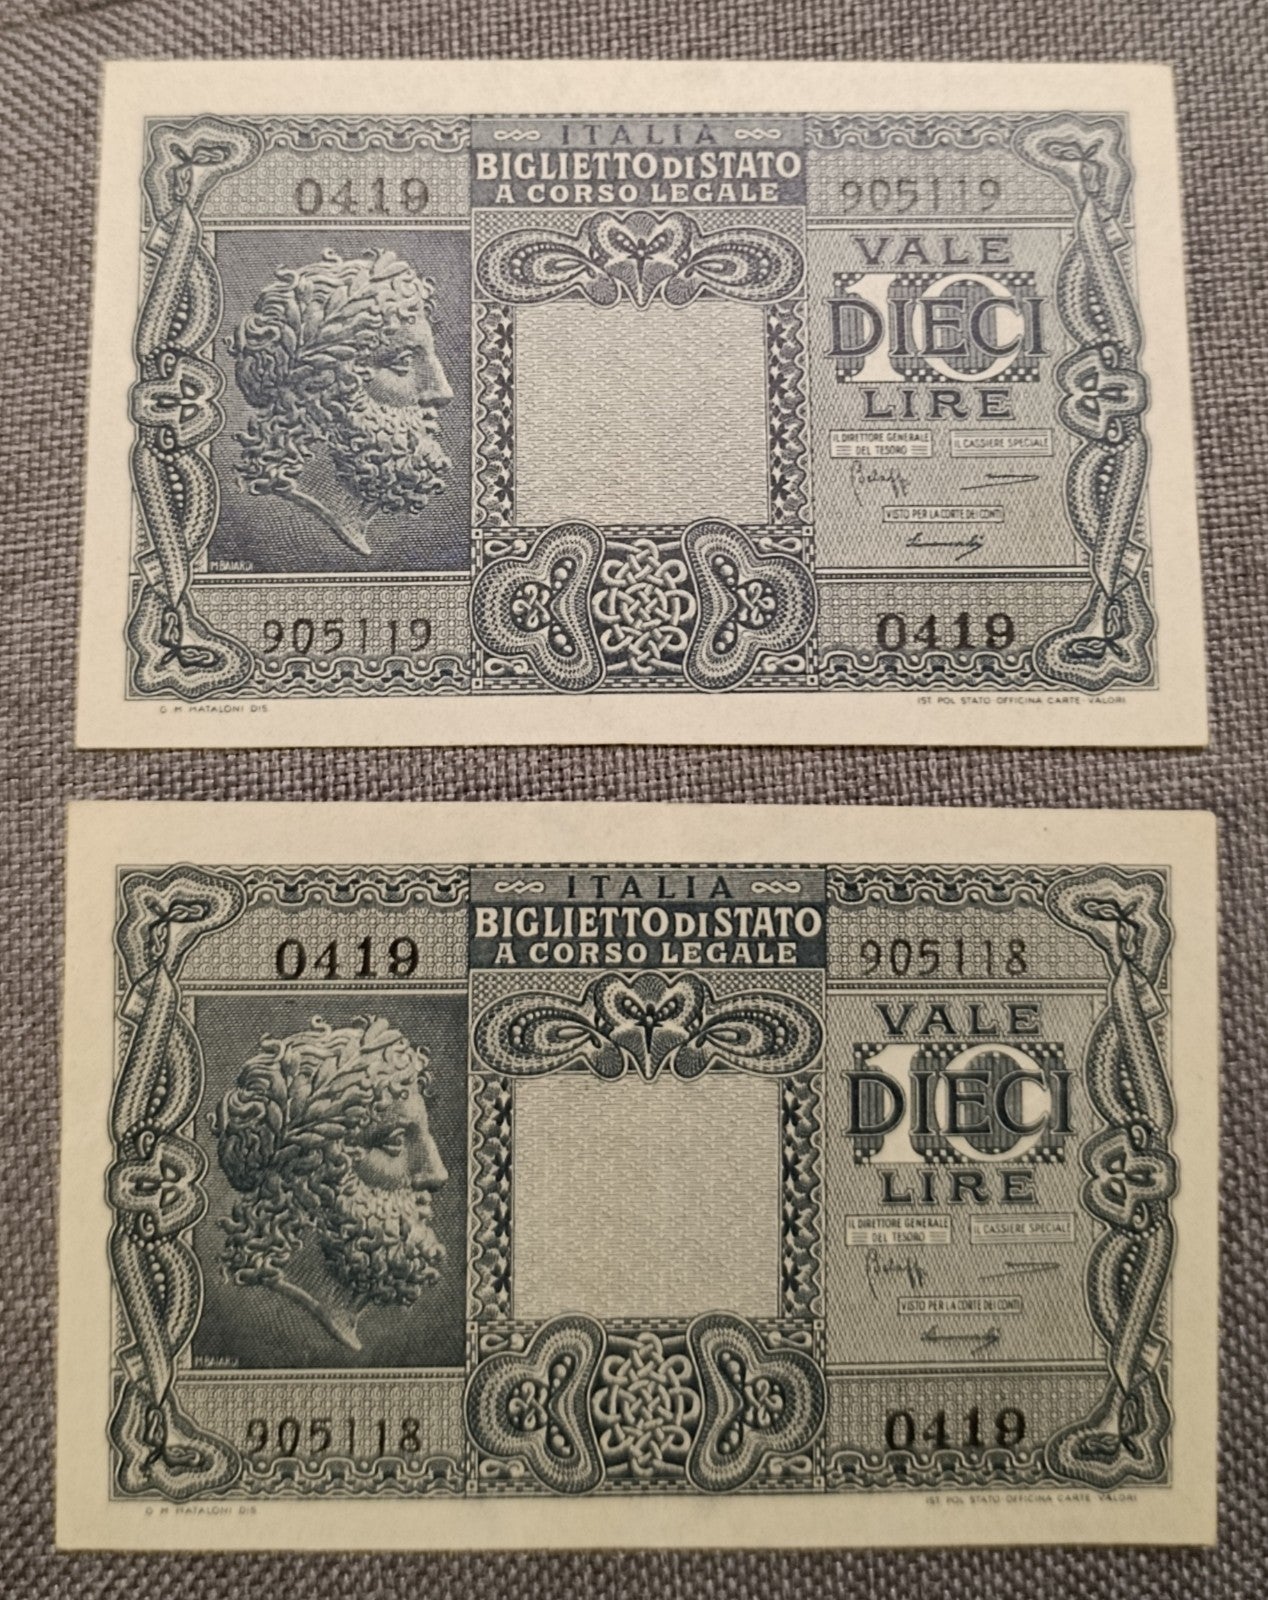 ITALIA
BIGLIETTO DI STATO
A CORSO LEGALE
0419
905119
VALE
10
DIECI
LIRE
IL DIRETTORE GENERALE
DEL TESORO
IL CASSIERE SPECIALE
VISTO PER LA CORTE DEI CONTI
M. BAIARDI
905119
0419
G M MATALONI DIS.
IST. POL. STATO OFFICINA CARTE-VALORI
ITALIA
BIGLIETTO DI STATO
A CORSO LEGALE
0419
905118
VALE
10
DIECI
LIRE
IL DIRETTORE GENERALE
DEL TESORO
IL CASSIERE SPECIALE
VISTO PER LA CORTE DEI CONTI
M. BAIARDI
905118
0419
G M MATALONI DIS
IST. POL. STATO OFFICINA CARTE VALORI